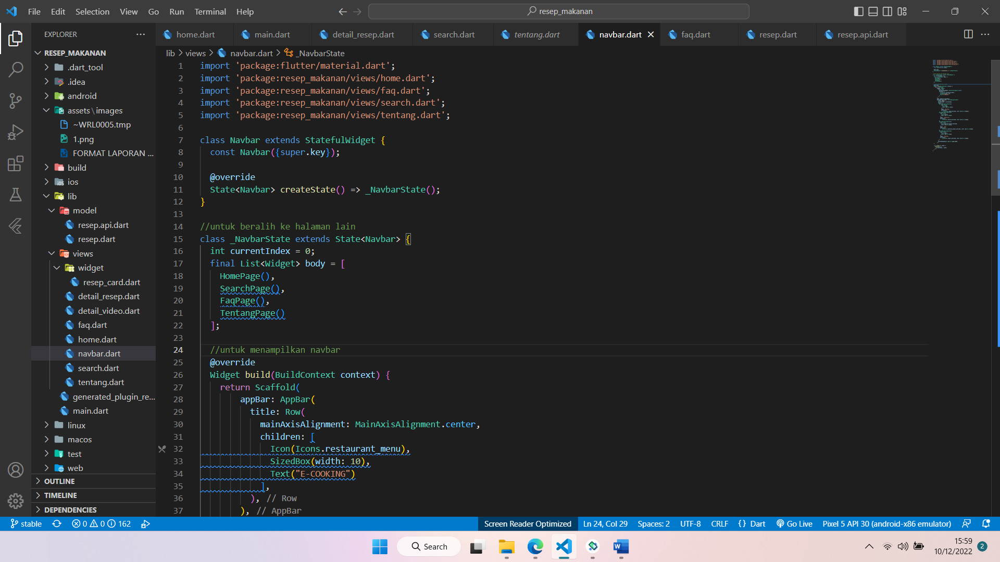 File Edit Selection View Go Run Terminal Help
resep_makanan
EXPLORER
home.dart
main.dart
detail_resep.dart
search.dart
tentang.dart
navbar.dart
faq.dart
resep.dart
resep.api.dart
lib > views > navbar.dart > _NavbarState
RESEP_MAKANAN
.dart_tool
.idea
android
assets\images
~WRL0005.tmp
1.png
FORMAT LAPORAN ...
build
ios
lib
model
resep.api.dart
resep.dart
views
widget
resep_card.dart
detail_resep.dart
detail_video.dart
faq.dart
home.dart
navbar.dart
search.dart
tentang.dart
generated_plugin_re...
main.dart
linux
macos
test
web
OUTLINE
TIMELINE
DEPENDENCIES
1 import 'package:flutter/material.dart';
2 import 'package:resep_makanan/views/home.dart';
3 import 'package:resep_makanan/views/faq.dart';
4 import 'package:resep_makanan/views/search.dart';
5 import 'package:resep_makanan/views/tentang.dart';
6
7 class Navbar extends StatefulWidget {
8 const Navbar({super.key});
9
10 @override
11 State<Navbar> createState() => _NavbarState();
12 }
13
14 //untuk beralih ke halaman lain
15 class _NavbarState extends State<Navbar> {
16 int currentIndex = 0;
17 final List<Widget> body = [
18 HomePage(),
19 SearchPage(),
20 FaqPage(),
21 TentangPage()
22 ];
23
24 //untuk menampilkan navbar
25 @override
26 Widget build(BuildContext context) {
27 return Scaffold(
28 appBar: AppBar(
29 title: Row(
30 mainAxisAlignment: MainAxisAlignment.center,
31 children: [
32 Icon(Icons.restaurant_menu),
33 SizedBox(width: 10),
34 Text("E-COOKING")
35 ],
36 ), // Row
37 ), // AppBar
stable 0 0 162 Screen Reader Optimized Ln 24, Col 29 Spaces: 2 UTF-8 CRLF {} Dart Go Live Pixel 5 API 30 (android-x86 emulator)
Search
15:59
10/12/2022
2